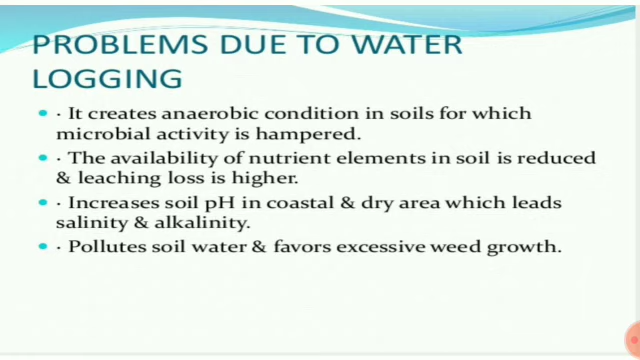 PROBLEMS DUE TO WATER
LOGGING
• · It creates anaerobic condition in soils for which
microbial activity is hampered.
• · The availability of nutrient elements in soil is reduced
& leaching loss is higher.
• · Increases soil pH in coastal & dry area which leads
salinity & alkalinity.
• · Pollutes soil water & favors excessive weed growth.